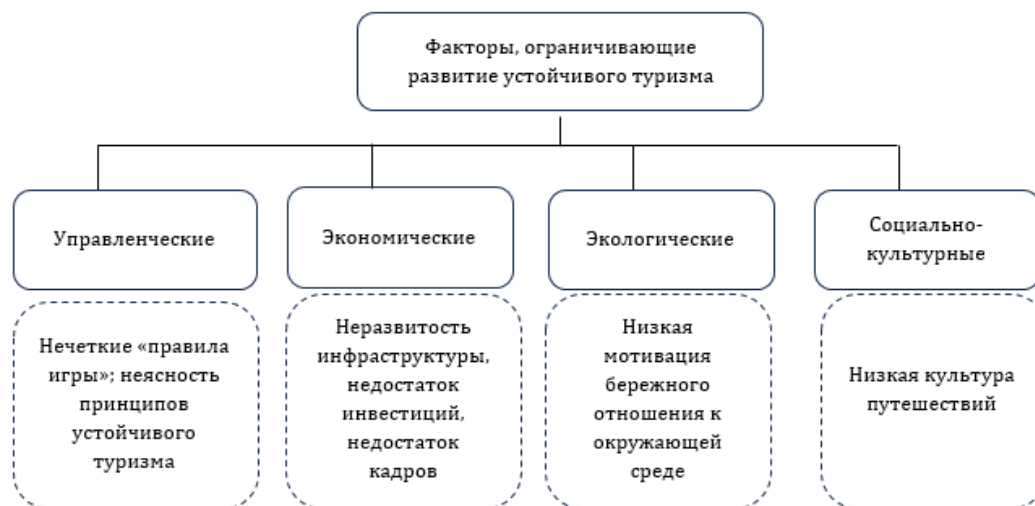 Факторы, ограничивающие
развитие устойчивого туризма
Управленческие
Экономические
Экологические
Социально-
культурные
Нечеткие «правила
игры»; неясность
принципов
устойчивого
туризма
Неразвитость
инфраструктуры,
недостаток
инвестиций,
недостаток
кадров
Низкая
мотивация
бережного
отношения к
окружающей
среде
Низкая культура
путешествий